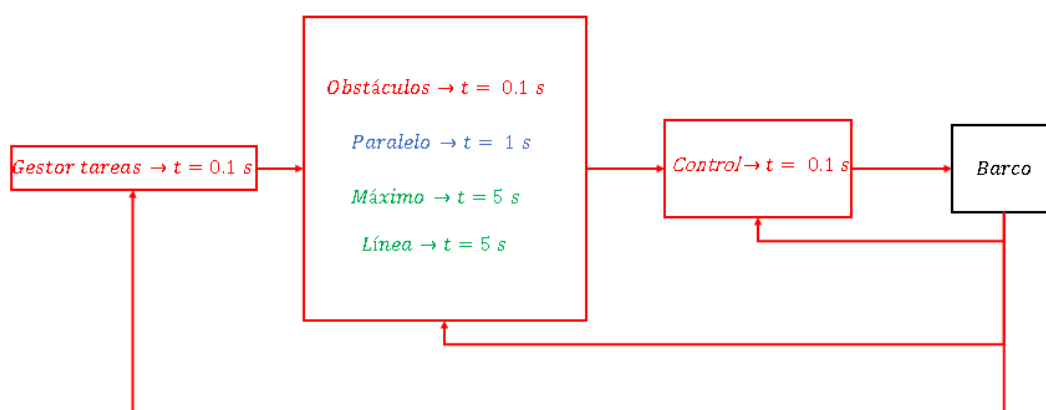 Gestor tareas → t = 0.1 s
Obstáculos → t = 0.1 s
Paralelo → t = 1 s
Máximo → t = 5 s
Línea → t = 5 s
Control → t = 0.1 s
Barco